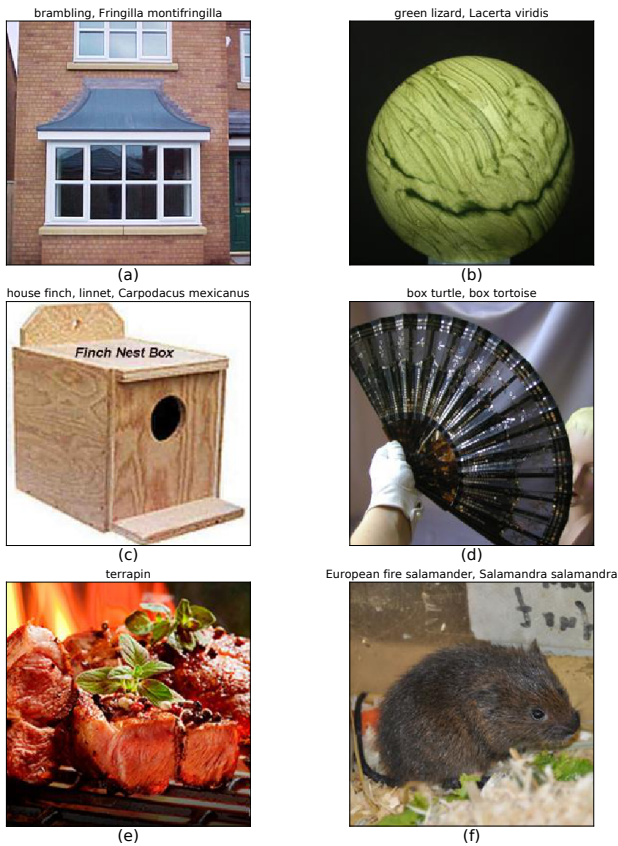 brambling, Fringilla montifringilla
green lizard, Lacerta viridis
(a)
(b)
house finch, linnet, Carpodacus mexicanus
box turtle, box tortoise
Finch Nest Box
(c)
(d)
terrapin
European fire salamander, Salamandra salamandra
(e)
(f)